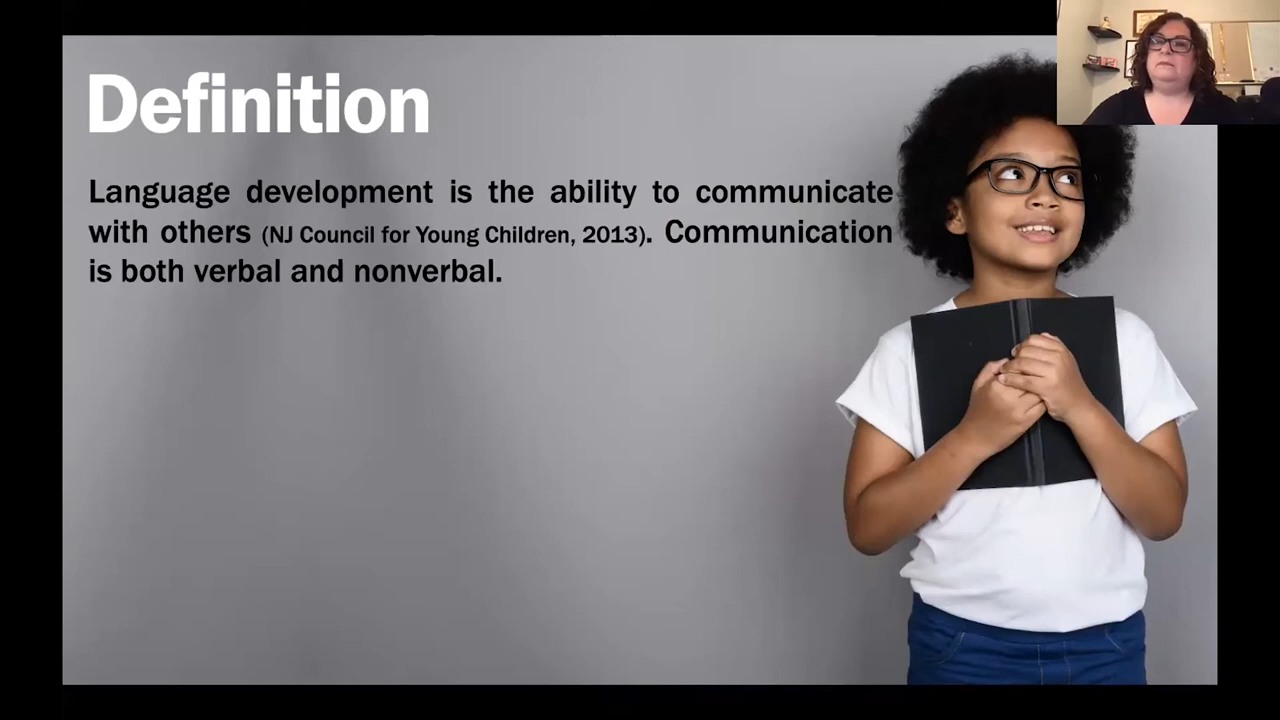 Definition
Language development is the ability to communicate
with others (NJ Council for Young Children, 2013). Communication
is both verbal and nonverbal.